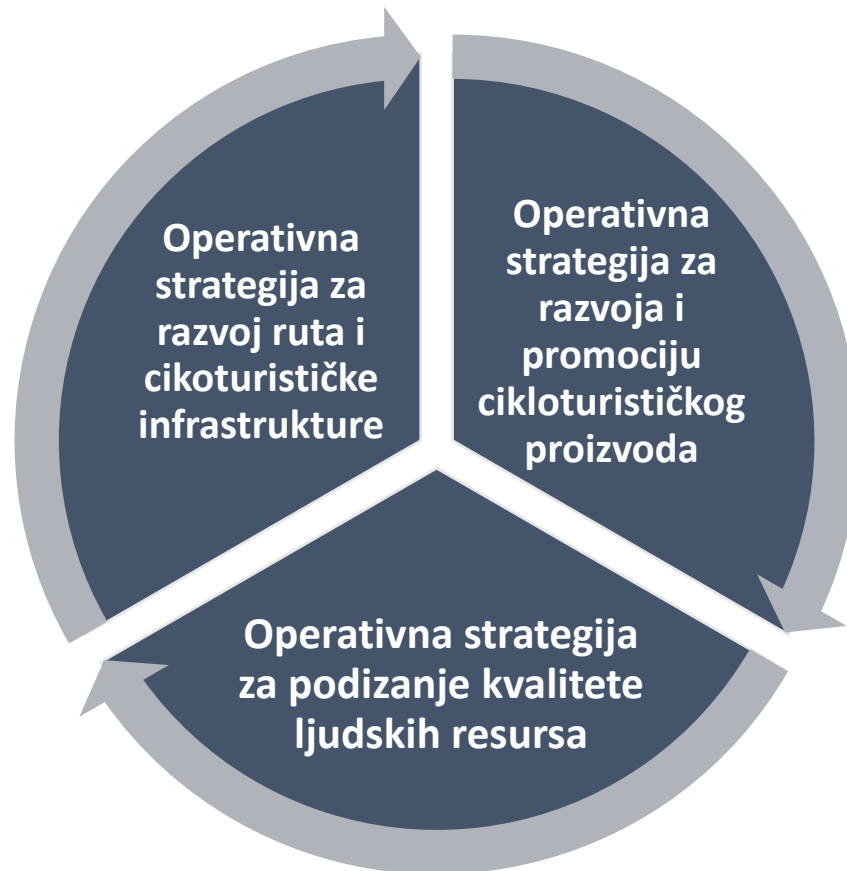 Operativna
strategija za
razvoj ruta i
cikoturističke
infrastrukture
Operativna
strategija za
razvoja i
promociju
cikloturističkog
proizvoda
Operativna strategija
za podizanje kvalitete
ljudskih resursa